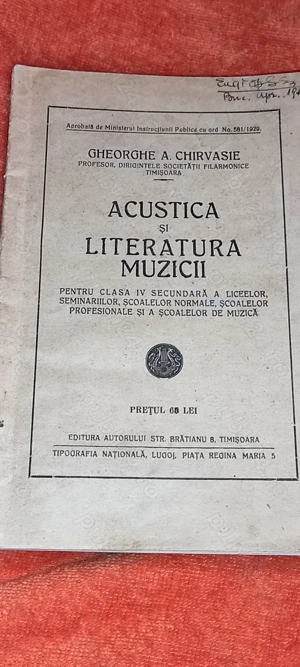 Aprobată de Ministerul Instrucțiunii Publice cu ord No. 581/1929.
GHEORGHE A. CHIRVASIE
PROFESOR, DIRIGINTELE SOCIETĂȚII FILARMONICE
TIMIȘOARA
ACUSTICA
ȘI
LITERATURA
MUZICII
PENTRU CLASA IV SECUNDARĂ A LICEELOR,
SEMINARIILOR, ȘCOALELOR NORMALE, ȘCOALELOR
PROFESIONALE ȘI A ȘCOALELOR DE MUZICĂ
PREȚUL 65 LEI
EDITURA AUTORULUI STR. BRĂTIANU 8, TIMIȘOARA
TIPOGRAFIA NAȚIONALĂ, LUGOJ, PIAȚA REGINA MARIA 5